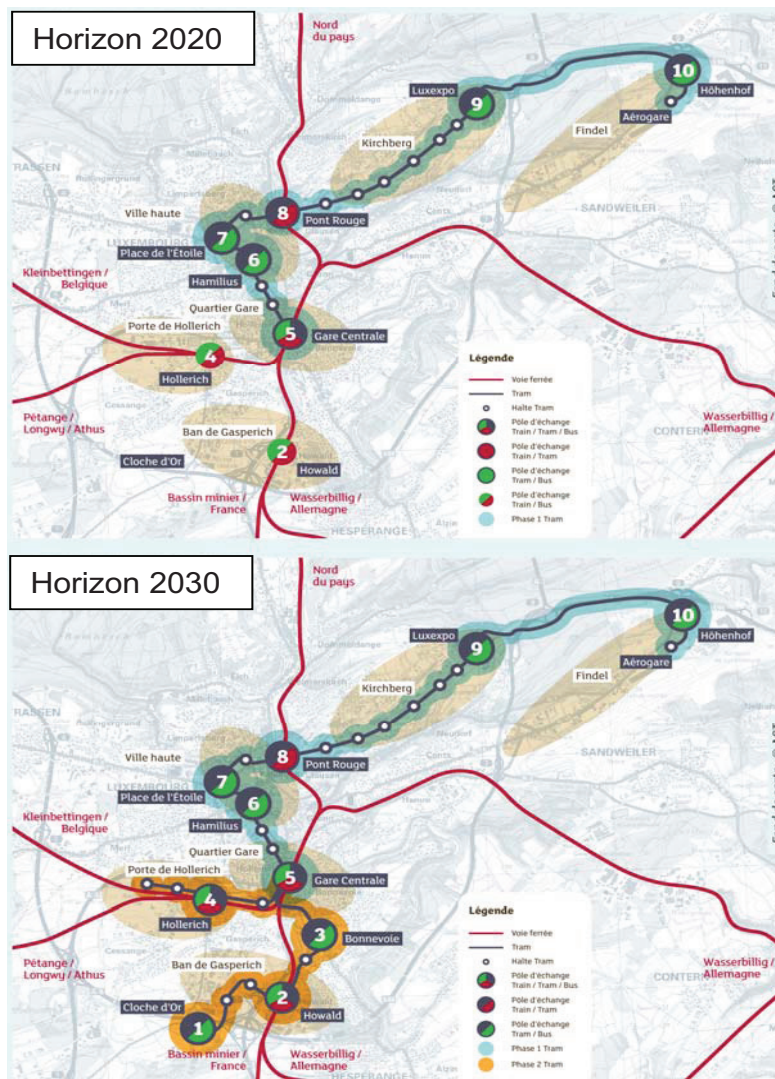 Horizon 2020
Nord
du pays
10
Luxexpo
9
Höhenhof
Aérogare
Kirchberg
Findel
Ville haute
8
Pont Rouge
SANDWEILER
7
LUXEMBOURG
Place de l'Étoile
6
Kleinbettingen /
Belgique
Hamilius
Quartier Gare
Porte de Hollerich
5
Gare Centrale
4
Hollerich
Légende
Voie ferrée
Tram
Halte Tram
Pôle d'échange
Train / Tram / Bus
Pôle d'échange
Train / Tram
Pôle d'échange
Tram / Bus
Pôle d'échange
Train / Bus
Phase 1 Tram
Pétange /
Longwy / Athus
Wasserbillig /
Allemagne
Ban de Gasperich
Cloche d'Or
2
Howald
CONTERN
Bassin minier /
France
Wasserbillig /
Allemagne
HESPERANGE
Horizon 2030
Nord
du pays
10
Luxexpo
9
Höhenhof
Aérogare
Kirchberg
Findel
Ville haute
8
Pont Rouge
SANDWEILER
7
LUXEMBOURG
Place de l'Étoile
6
Kleinbettingen /
Belgique
Hamilius
Quartier Gare
Porte de Hollerich
5
Gare Centrale
4
Hollerich
3
Bonnevoie
Légende
Voie ferrée
Tram
Halte Tram
Pôle d'échange
Train / Tram / Bus
Pôle d'échange
Train / Tram
Pôle d'échange
Tram / Bus
Phase 1 Tram
Phase 2 Tram
Pétange /
Longwy / Athus
Wasserbillig /
Allemagne
Ban de Gasperich
Cloche d'Or
2
Howald
1
Bassin minier /
France
Wasserbillig /
Allemagne